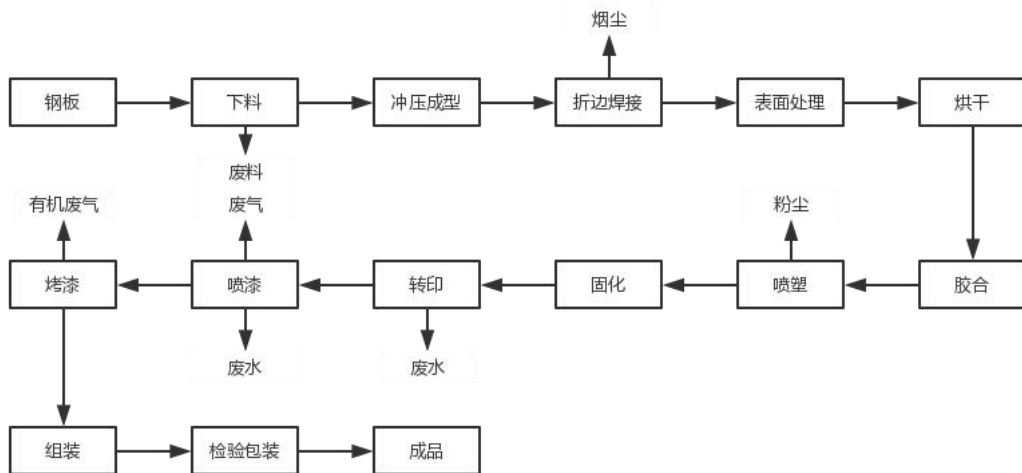 烟尘
钢板
下料
冲压成型
折边焊接
表面处理
烘干
废料
有机废气
废气
粉尘
烤漆
喷漆
转印
固化
喷塑
胶合
废水
废水
组装
检验包装
成品